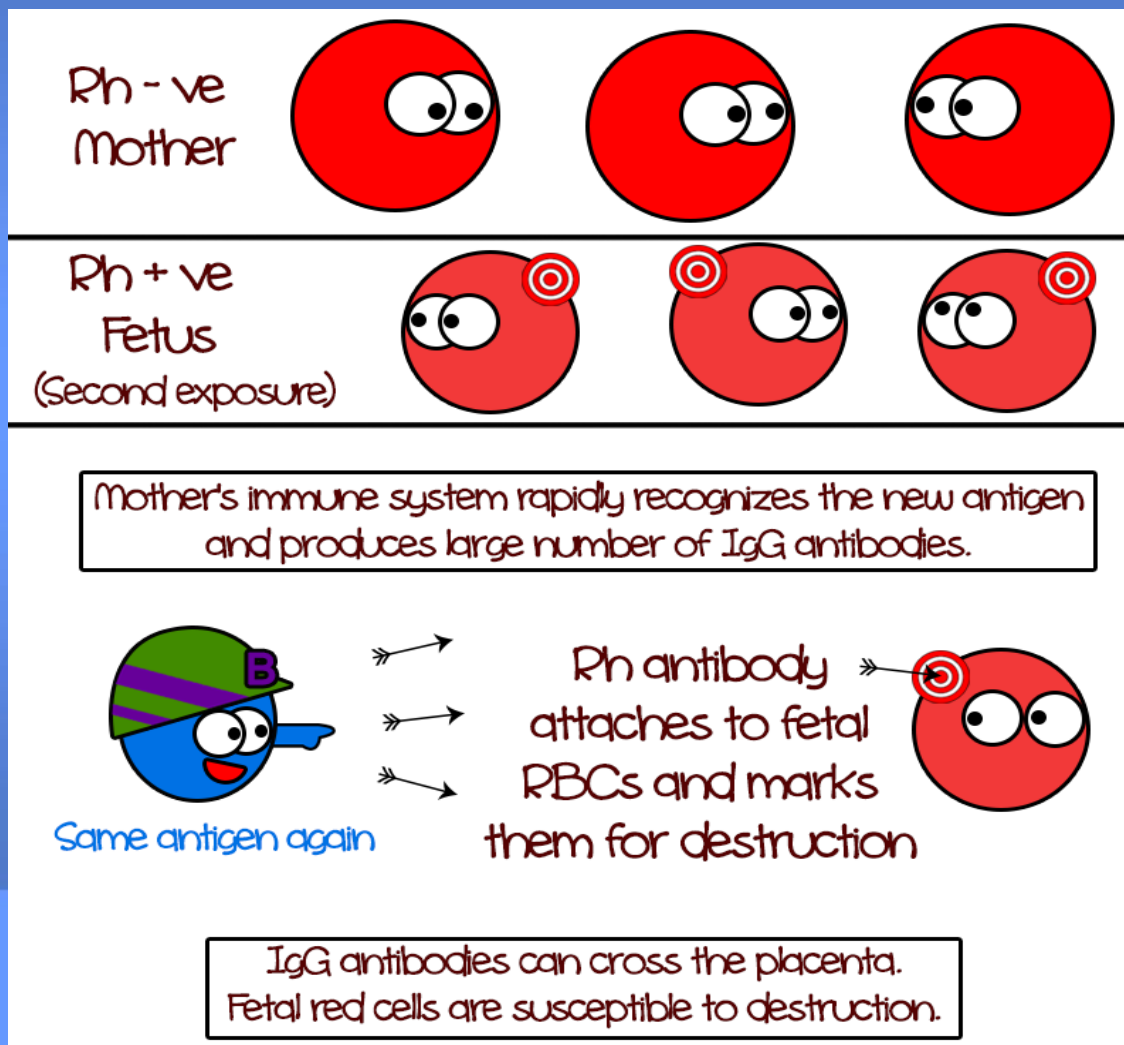 Rh - ve
Mother
Rh + ve
Fetus
(Second exposure)
Mother's immune system rapidly recognizes the new antigen
and produces large number of IgG antibodies.
B
Same antigen again
Rh antibody
attaches to fetal
RBCs and marks
them for destruction
IgG antibodies can cross the placenta.
Fetal red cells are susceptible to destruction.